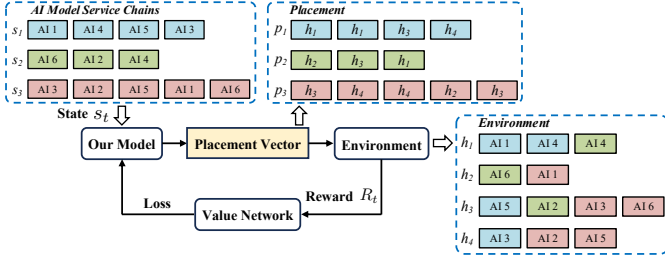 AI Model Service Chains
s1 AI 1 AI 4 AI 5 AI 3
s2 AI 6 AI 2 AI 4
s3 AI 3 AI 2 AI 5 AI 1 AI 6
Placement
p1 h1 h1 h3 h4
p2 h2 h3 h1
p3 h3 h4 h4 h2 h3
State st
Our Model
Placement Vector
Environment
Loss
Value Network
Reward Rt
Environment
h1 AI 1 AI 4 AI 4
h2 AI 6 AI 1
h3 AI 5 AI 2 AI 3 AI 6
h4 AI 3 AI 2 AI 5